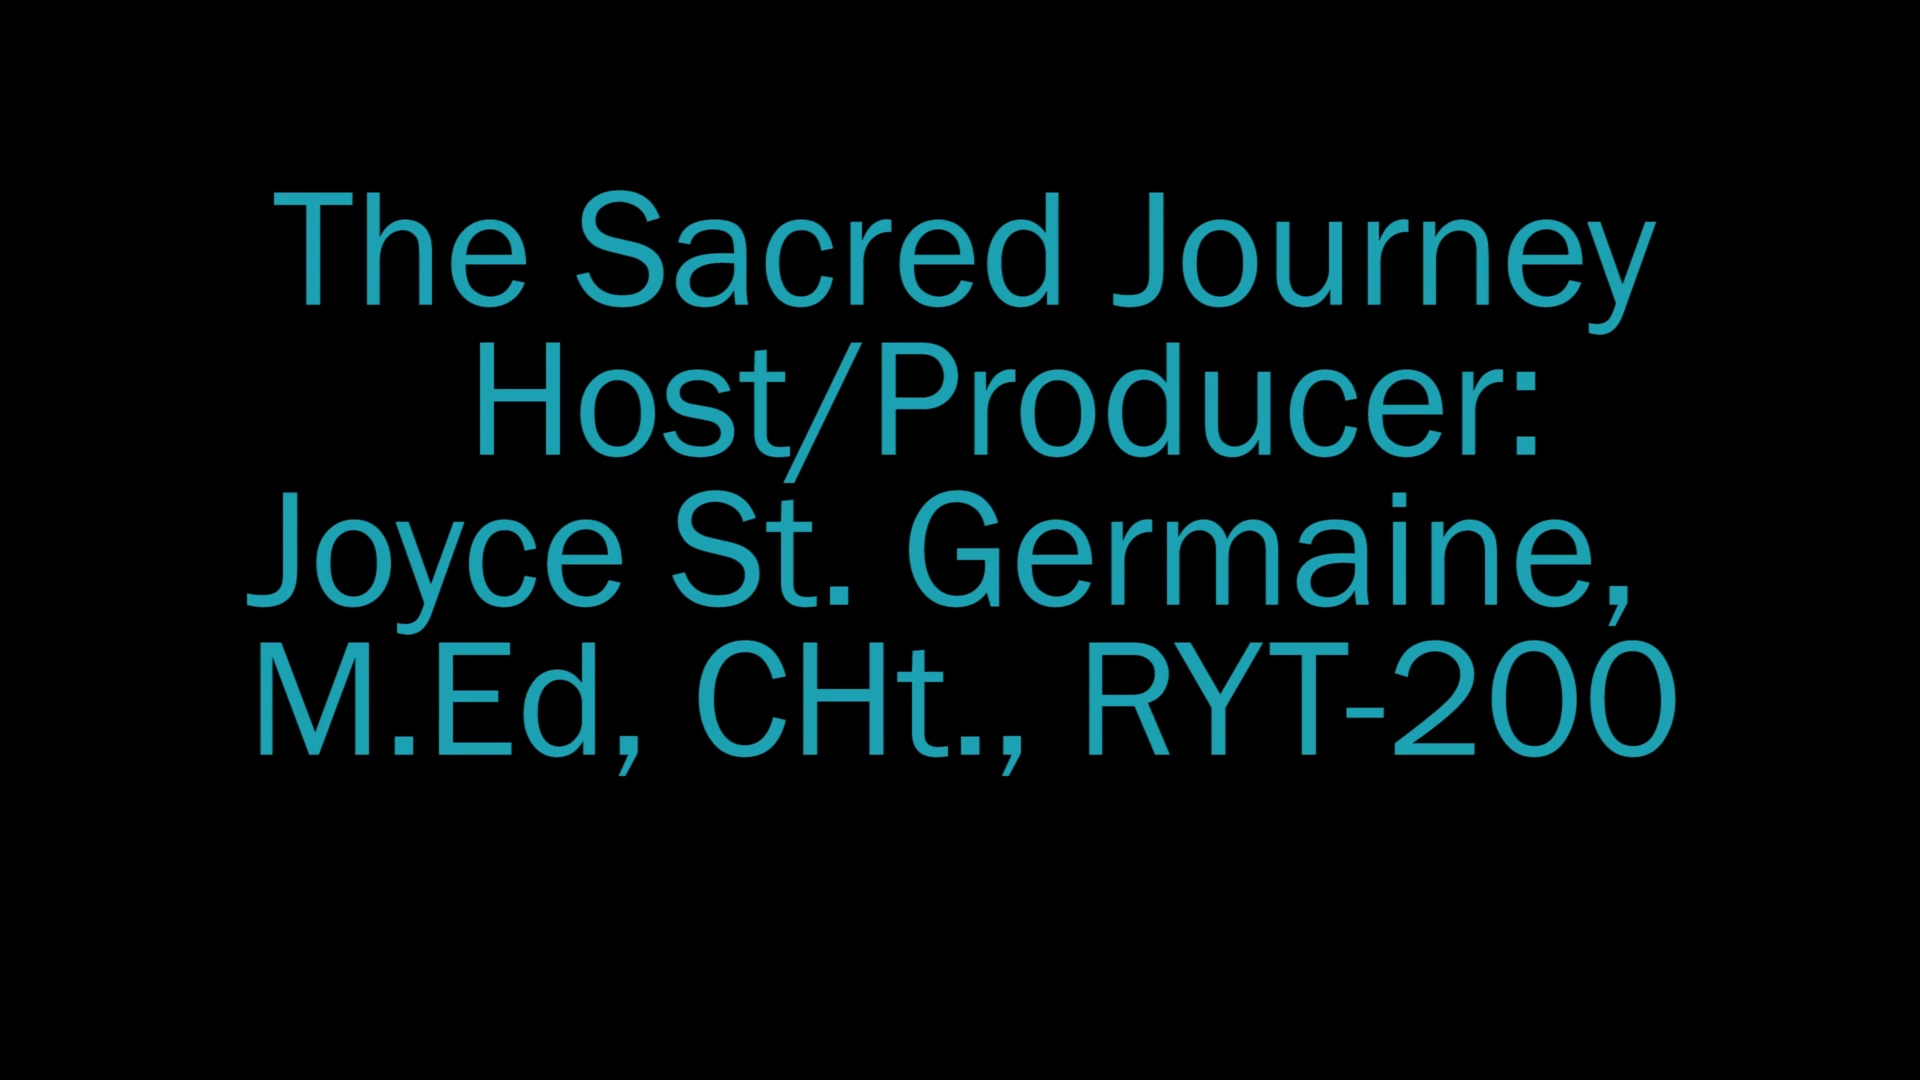 The Sacred Journey
Host/Producer:
Joyce St. Germaine,
M.Ed, CHt., RYT-200